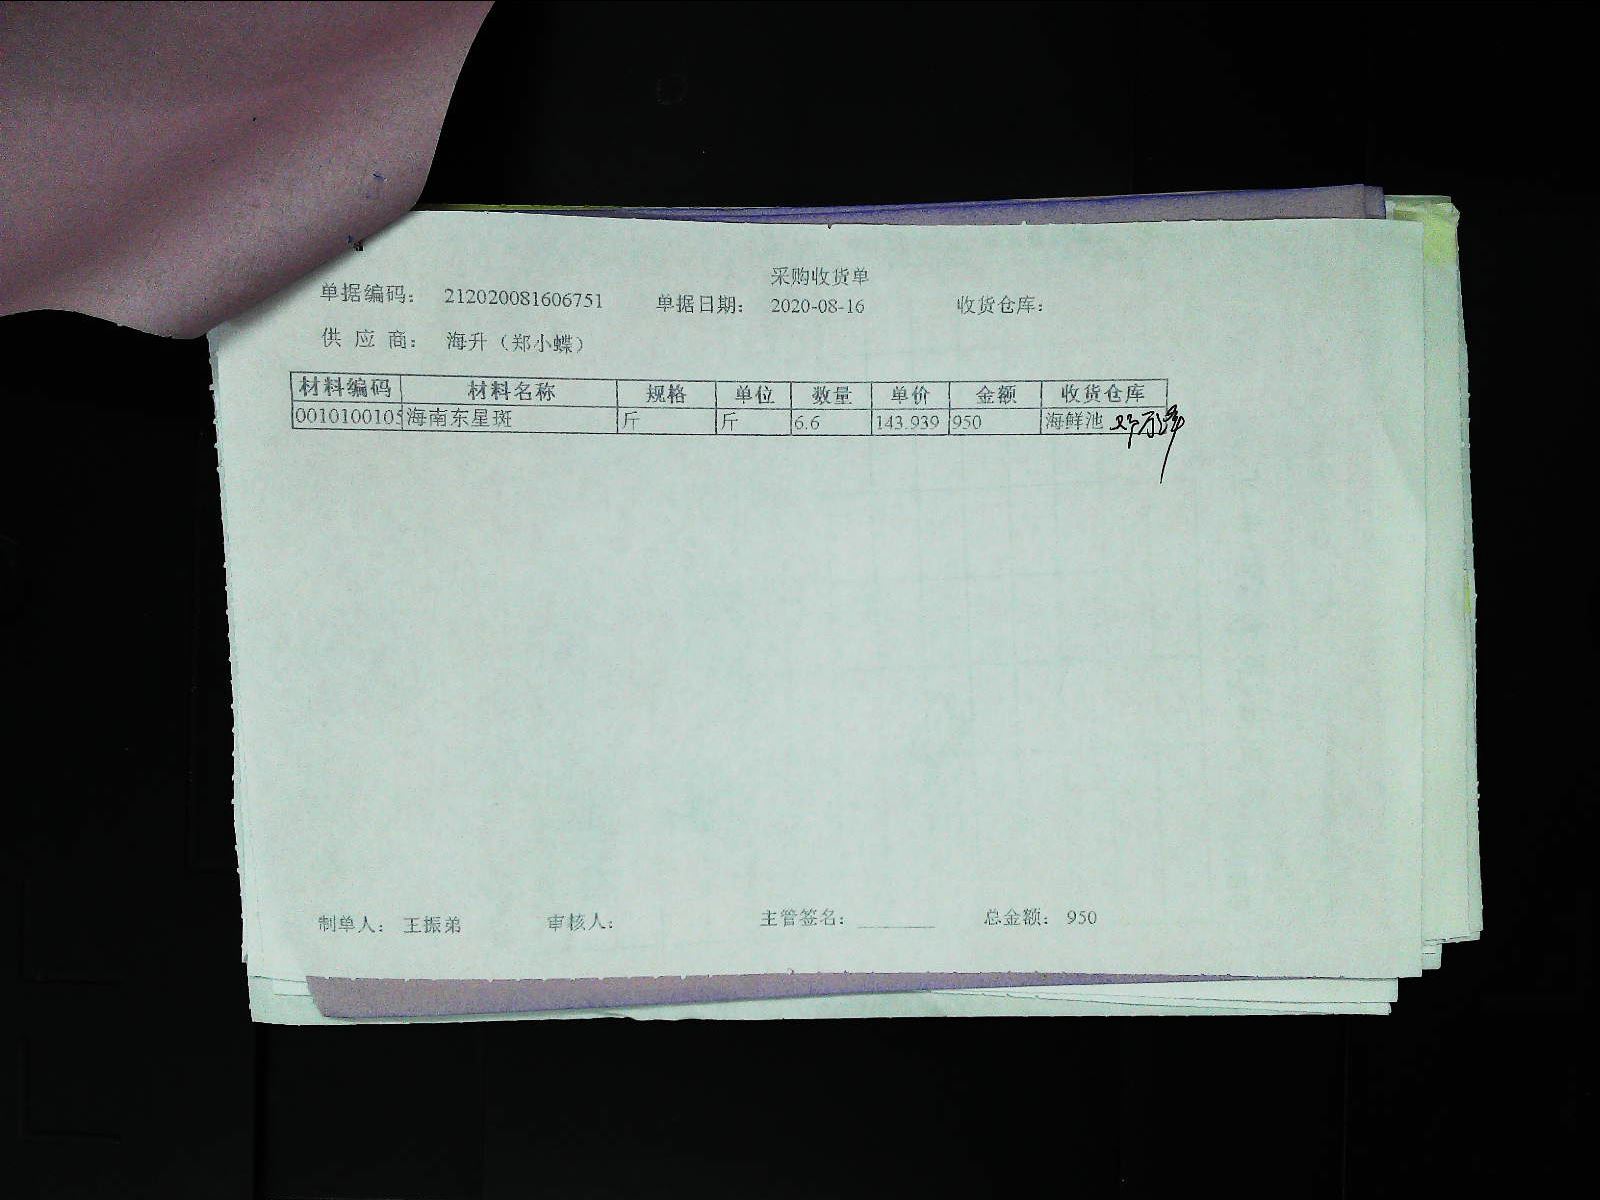 采购收货单
单据编码: 212020081606751 单据日期: 2020-08-16 收货仓库:
供 应 商: 海升（郑小蝶）
材料编码 材料名称 规格 单位 数量 单价 金额 收货仓库
0010100105 海南东星斑 斤 斤 6.6 143.939 950 海鲜池
制单人: 王振弟 审核人: 主管签名: ________ 总金额: 950